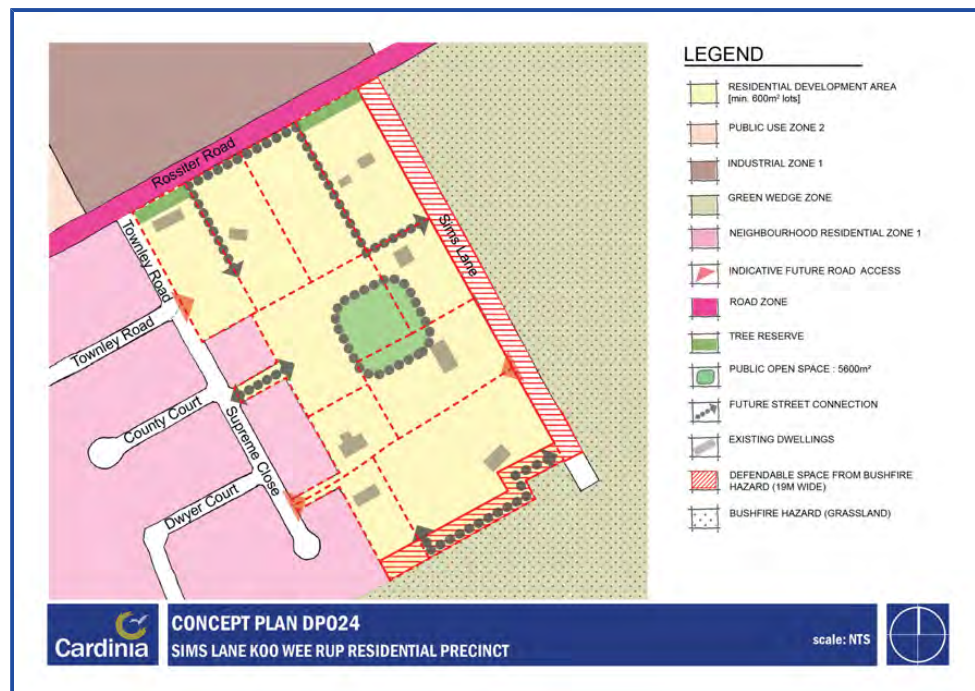 LEGEND
RESIDENTIAL DEVELOPMENT AREA
[min. 600m² lots]
PUBLIC USE ZONE 2
INDUSTRIAL ZONE 1
GREEN WEDGE ZONE
NEIGHBOURHOOD RESIDENTIAL ZONE 1
INDICATIVE FUTURE ROAD ACCESS
ROAD ZONE
TREE RESERVE
PUBLIC OPEN SPACE : 5600m²
FUTURE STREET CONNECTION
EXISTING DWELLINGS
DEFENDABLE SPACE FROM BUSHFIRE
HAZARD (19M WIDE)
BUSHFIRE HAZARD (GRASSLAND)
Rossiter Road
Townley Road
Sims Lane
Townley Road
County Court
Supreme Close
Dwyer Court
Cardinia
CONCEPT PLAN DPO24
SIMS LANE KOO WEE RUP RESIDENTIAL PRECINCT
scale: NTS